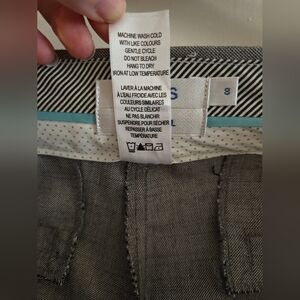 MACHINE WASH COLD
WITH LIKE COLOURS
GENTLE CYCLE
DO NOT BLEACH
HANG TO DRY
IRON AT LOW TEMPERATURE
LAVER À LA MACHINE
À L'EAU FROIDE AVEC LES
COULEURS SIMILAIRES
AU CYCLE DÉLICAT
NE PAS BLANCHIR
SUSPENDRE POUR SÉCHER
REPASSER À BASSE
TEMPÉRATURE
S
8
L